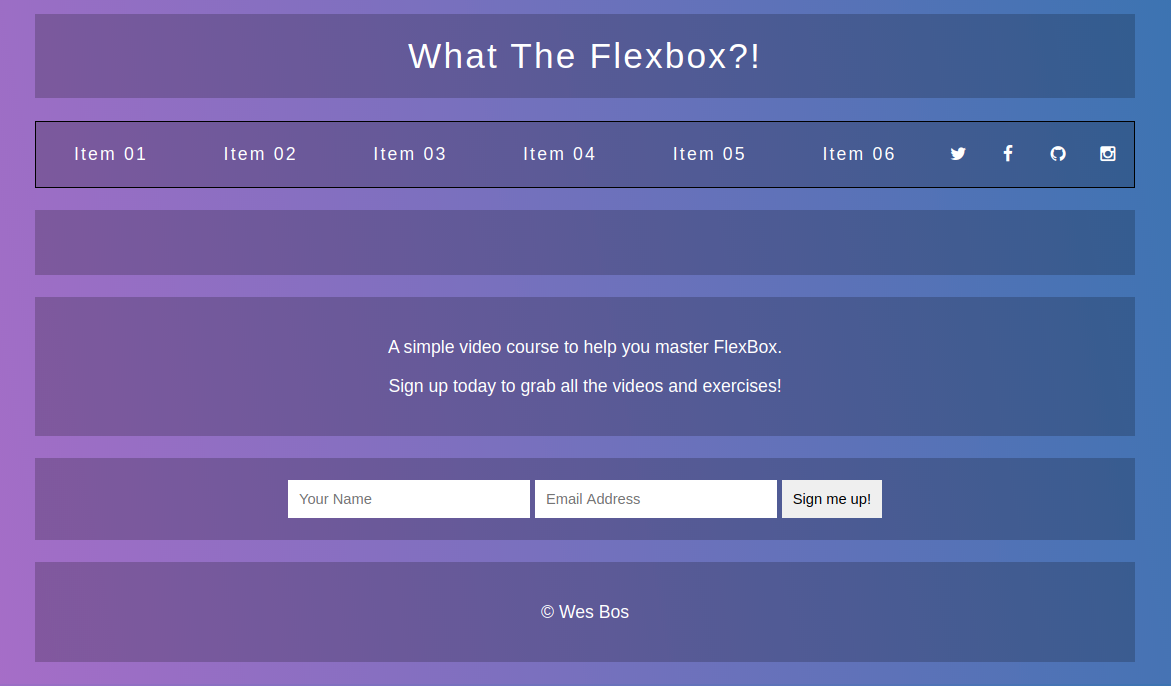 What The Flexbox?!
Item 01 Item 02 Item 03 Item 04 Item 05 Item 06
A simple video course to help you master FlexBox.
Sign up today to grab all the videos and exercises!
Your Name Email Address Sign me up!
© Wes Bos